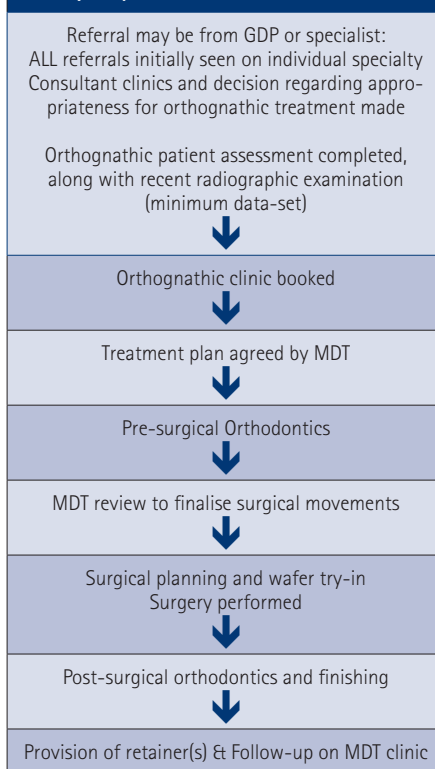 Referral may be from GDP or specialist:
ALL referrals initially seen on individual specialty
Consultant clinics and decision regarding appro-
priateness for orthognathic treatment made
Orthognathic patient assessment completed,
along with recent radiographic examination
(minimum data-set)
Orthognathic clinic booked
Treatment plan agreed by MDT
Pre-surgical Orthodontics
MDT review to finalise surgical movements
Surgical planning and wafer try-in
Surgery performed
Post-surgical orthodontics and finishing
Provision of retainer(s) & Follow-up on MDT clinic